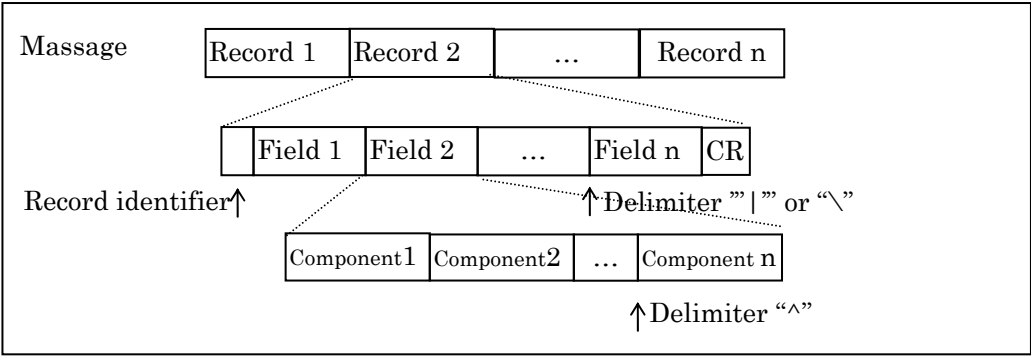 Massage Record 1 Record 2 ... Record n
Field 1 Field 2 ... Field n CR
Record identifier Delimiter ”’|’” or “\”
Component1 Component2 ... Component n
Delimiter “^”